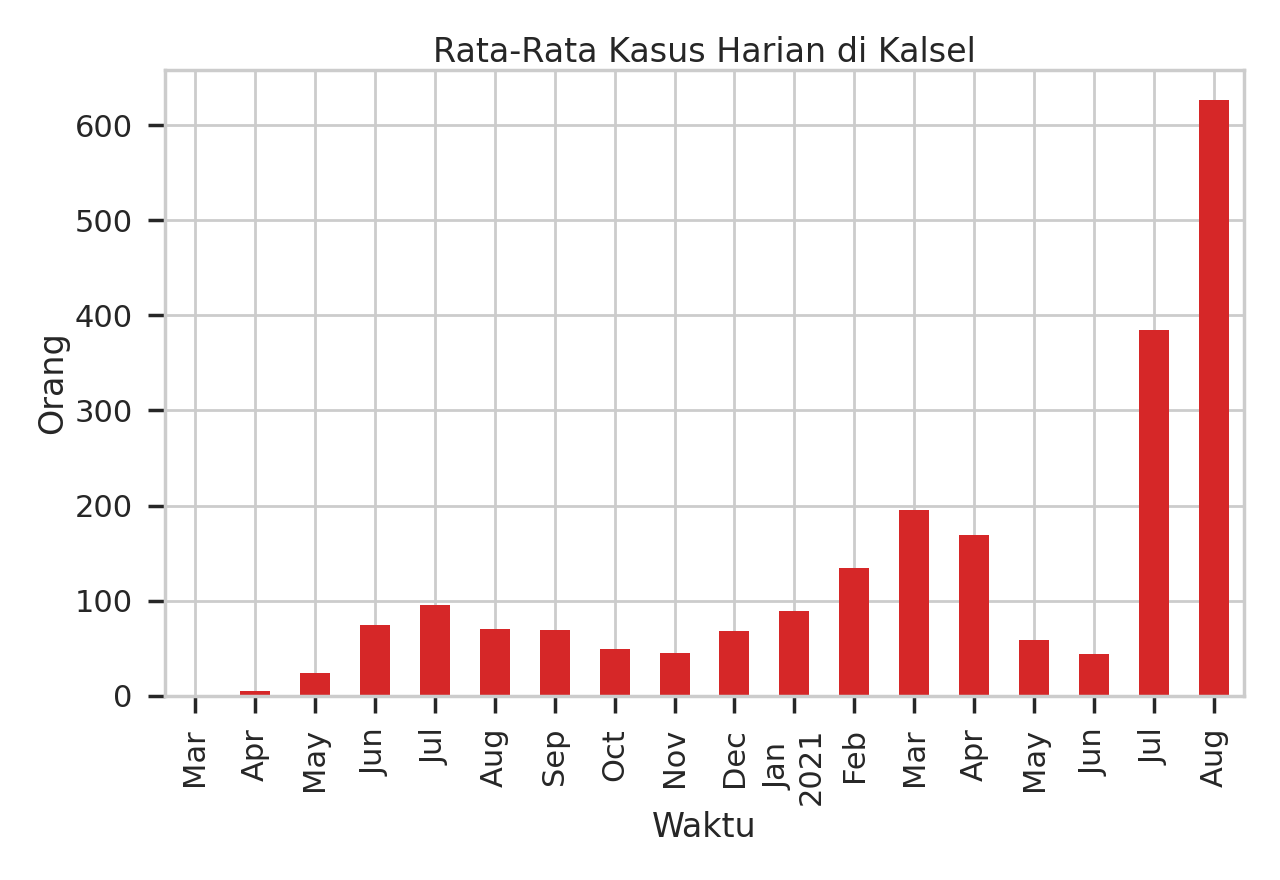 Rata-Rata Kasus Harian di Kalsel
600
500
400
300
200
100
0
Orang
Mar
Apr
May
Jun
Jul
Aug
Sep
Oct
Nov
Dec
Jan
2021
Feb
Mar
Apr
May
Jun
Jul
Aug
Waktu